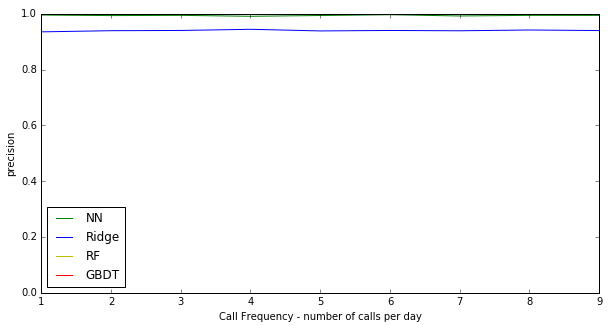 1.0
0.8
0.6
0.4
0.2
0.0
precision
NN
Ridge
RF
GBDT
1 2 3 4 5 6 7 8 9
Call Frequency - number of calls per day